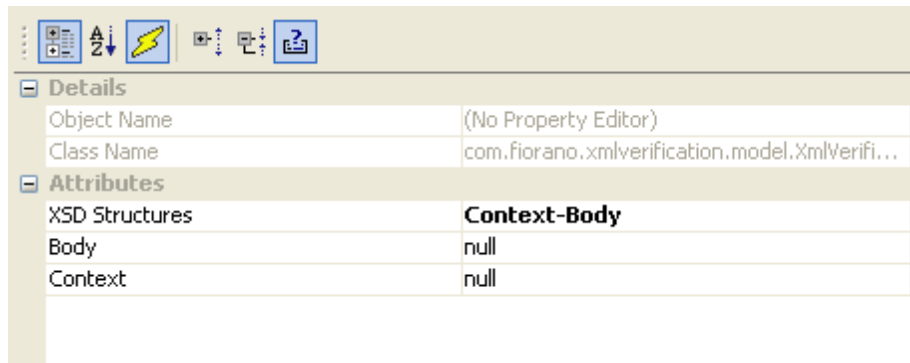 A
Z
Details
Object Name (No Property Editor)
Class Name com.fiorano.xmlverification.model.XmlVerifi...
Attributes
XSD Structures Context-Body
Body null
Context null